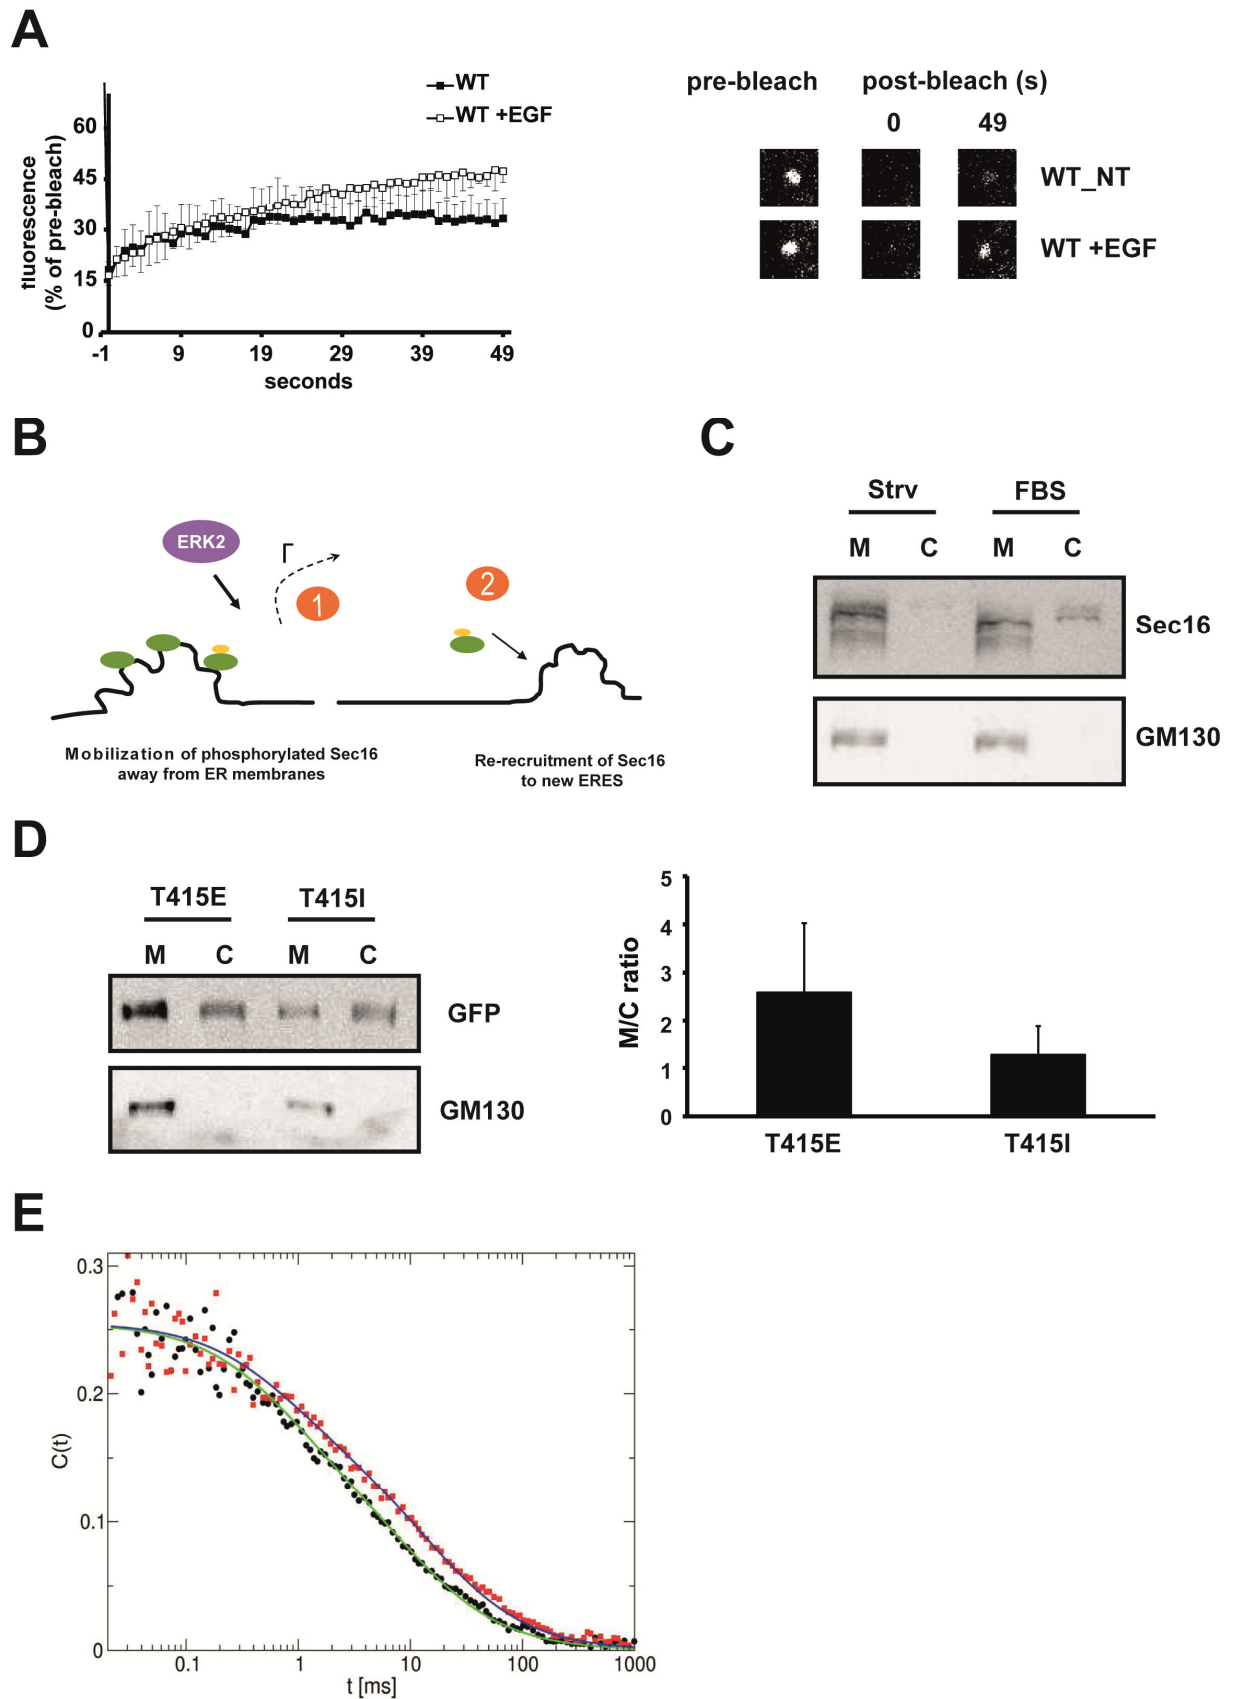 A
WT
WT +EGF
fluorescence
(% of pre-bleach)
60
45
30
15
0
-1 9 19 29 39 49
seconds
pre-bleach post-bleach (s)
0 49
WT_NT
WT +EGF
B
ERK2
1
2
Mobilization of phosphorylated Sec16
away from ER membranes
Re-recruitment of Sec16
to new ERES
C
Strv FBS
M C M C
Sec16
GM130
D
T415E T415I
M C M C
GFP
GM130
M/C ratio
5
4
3
2
1
0
T415E T415I
E
C(t)
0.3
0.2
0.1
0
0.1 1 10 100 1000
t [ms]